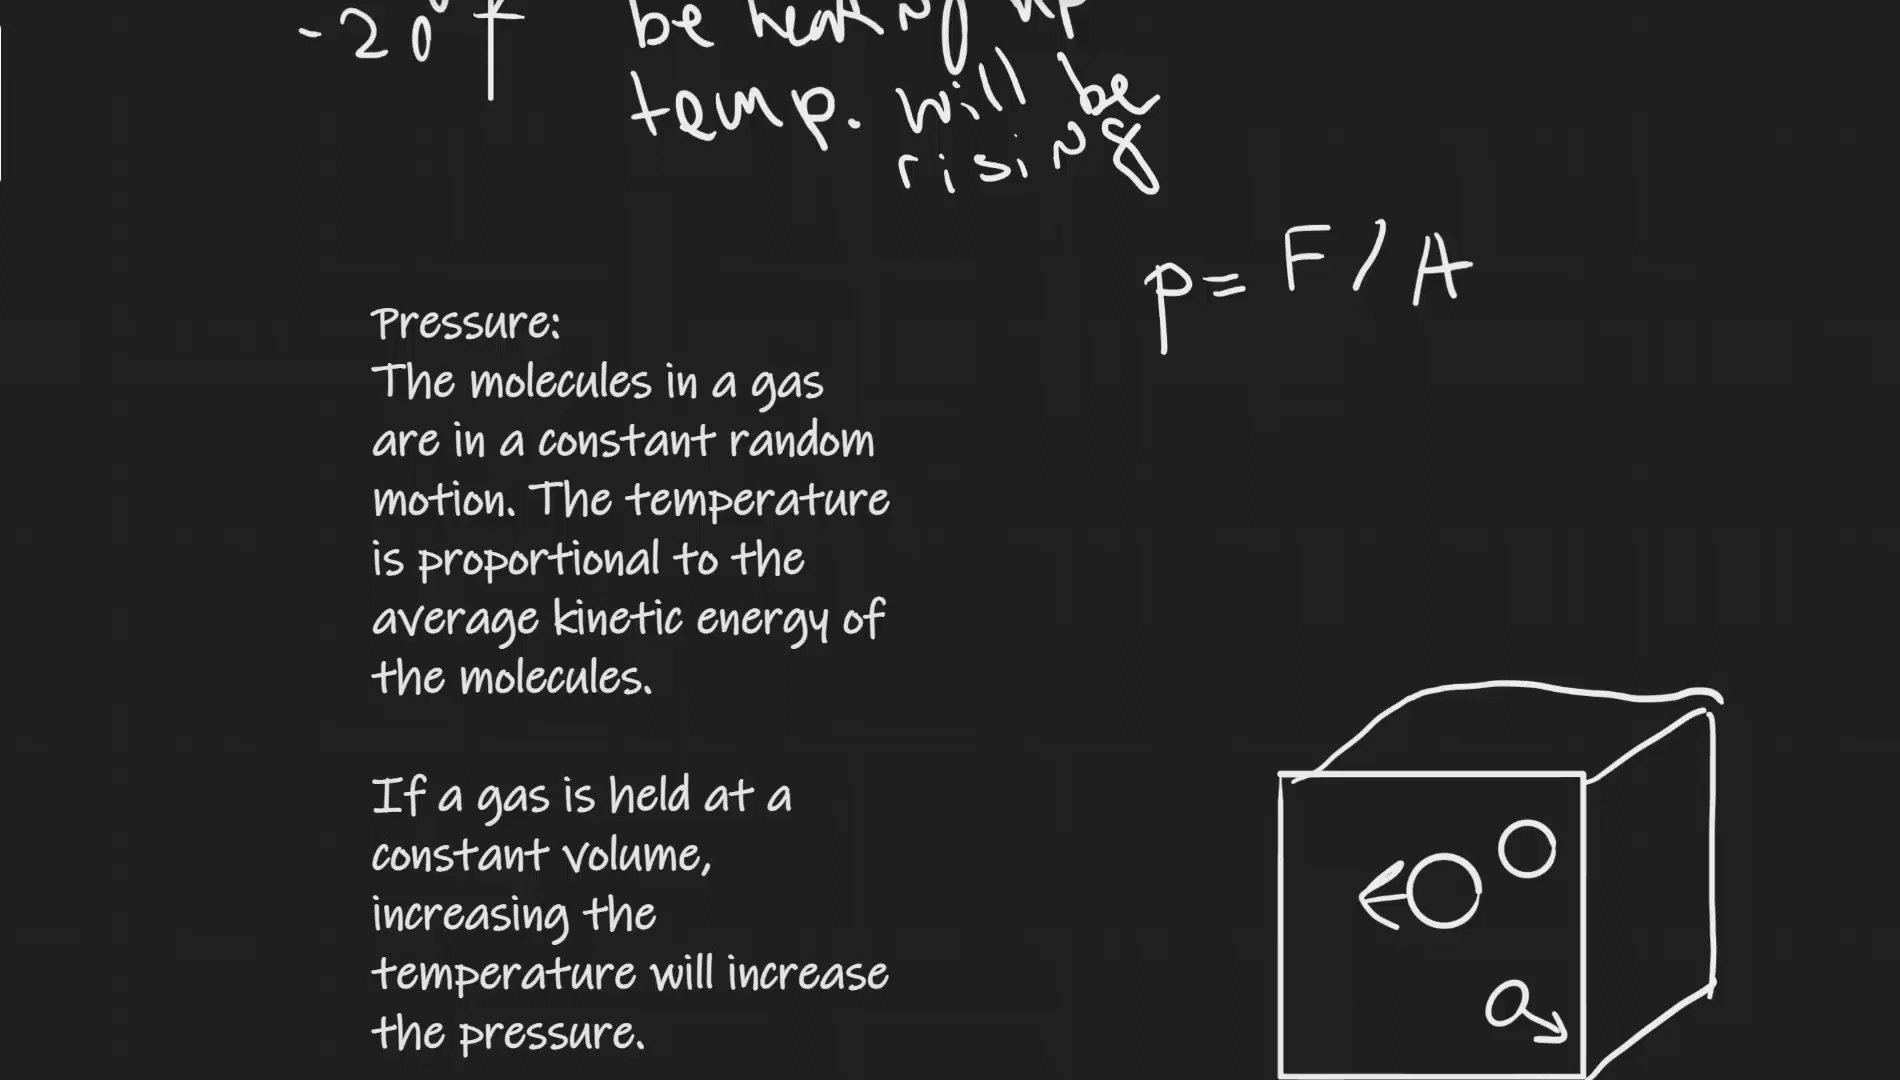 -20°
be heating up
temp. will be
rising
P = F / A
Pressure:
The molecules in a gas
are in a constant random
motion. The temperature
is proportional to the
average kinetic energy of
the molecules.
If a gas is held at a
constant volume,
increasing the
temperature will increase
the pressure.